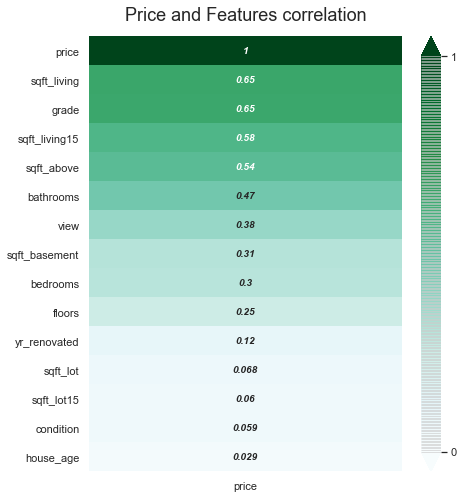 Price and Features correlation
price 1
sqft_living 0.65
grade 0.65
sqft_living15 0.58
sqft_above 0.54
bathrooms 0.47
view 0.38
sqft_basement 0.31
bedrooms 0.3
floors 0.25
yr_renovated 0.12
sqft_lot 0.068
sqft_lot15 0.06
condition 0.059
house_age 0.029
price
1
0